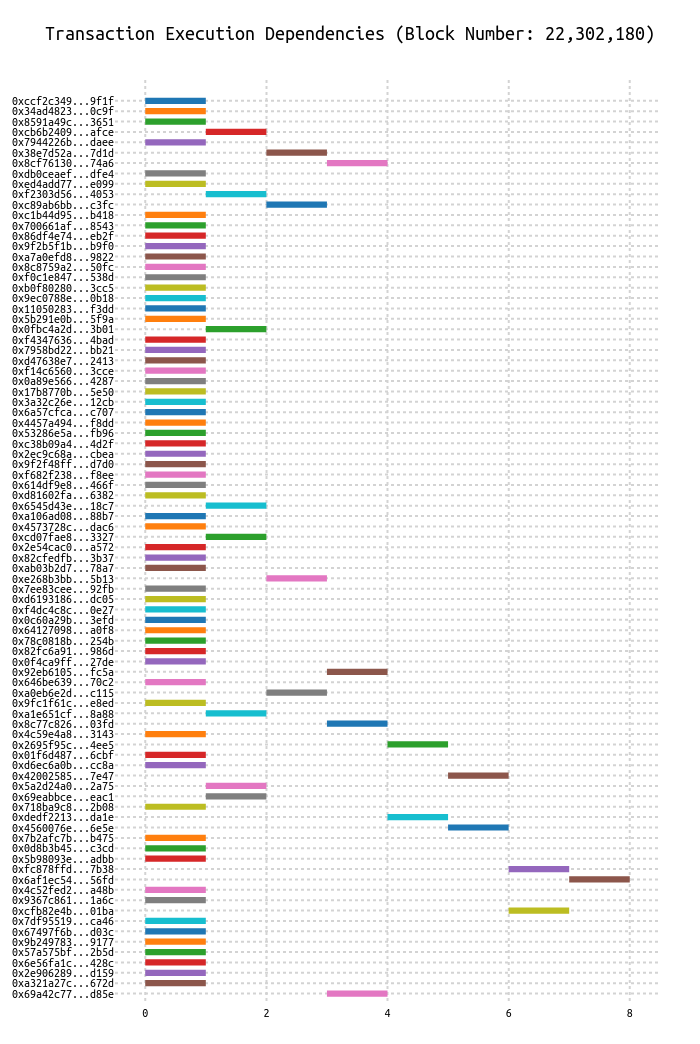 Transaction Execution Dependencies (Block Number: 22,302,180)
0xccf2c349...9f1f
0x34ad4823...0c9f
0x8591a49c...3651
0xcb6b2409...afce
0x7944226b...daee
0x38e7d52a...7d1d
0x8cf76130...74a6
0xdb0ceaef...dfe4
0xed4add77...e099
0xf2303d56...4053
0xc89ab6bb...c3fc
0xc1b44d95...b418
0x700661af...8543
0x86df4e74...eb2f
0x9f2b5f1b...b9f0
0xa7a0efd8...9822
0x8c8759a2...50fc
0xf0c1e847...538d
0xb0f80280...3cc5
0x9ec0788e...0b18
0x11050283...f3dd
0x5b291e0b...5f9a
0x0fbc4a2d...3b01
0xf4347636...4bad
0x7958bd22...bb21
0xd47638e7...2413
0xf14c6560...3cce
0x0a89e566...4287
0x17b8770b...5e50
0x3a32c26e...12cb
0x6a57cfca...c707
0x4457a494...f8dd
0x53286e5a...fb96
0xc38b09a4...4d2f
0x2ec9c68a...cbea
0x9f2f48ff...d7d0
0xf682f238...f8ee
0x614df9e8...466f
0xd81602fa...6382
0x6545d43e...18c7
0xa106ad08...88b7
0x4573728c...dac6
0xcd07fae8...3327
0x2e54cac0...a572
0x82cfedfb...3b37
0xab03b2d7...78a7
0xe268b3bb...5b13
0x7ee83cee...92fb
0xd6193186...dc05
0xf4dc4c8c...0e27
0x0c60a29b...3efd
0x64127098...a0f8
0x78c0818b...254b
0x82fc6a91...986d
0x0f4ca9ff...27de
0x92eb6105...fc5a
0x646be639...70c2
0xa0eb6e2d...c115
0x9fc1f61c...e8ed
0xa1e651cf...8a88
0x8c77c826...03fd
0x4c59e4a8...3143
0x2695f95c...4ee5
0x01f6d487...6cbf
0xd6ec6a0b...cc8a
0x42002585...7e47
0x5a2d24a0...2a75
0x69eabbce...eac1
0x718ba9c8...2b08
0xdedf2213...da1e
0x4560076e...6e5e
0x7b2afc7b...b475
0x0d8b3b45...c3cd
0x5b98093e...adbb
0xfc878ffd...7b38
0x6af1ec54...56fd
0x4c52fed2...a48b
0x9367c861...1a6c
0xcfb82e4b...01ba
0x7df95519...ca46
0x67497f6b...d03c
0x9b249783...9177
0x57a575bf...2b5d
0x6e56fa1c...428c
0x2e906289...d159
0xa321a27c...672d
0x69a42c77...d85e
0 2 4 6 8